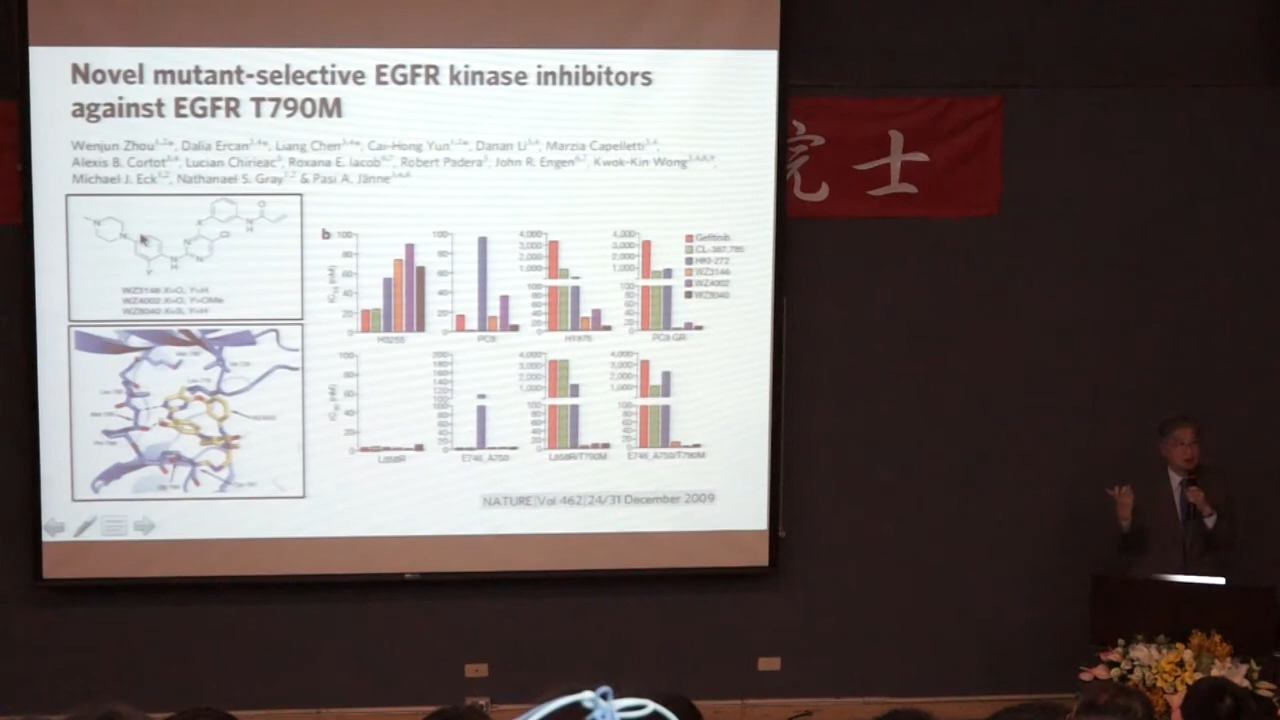 Novel mutant-selective EGFR kinase inhibitors
against EGFR T790M
Wenjun Zhou, Dalia Ercan, Liang Chen, Cai-Hong Yun, Danan Li, Marzia Capelletti,
Alexis B. Cortot, Lucian Chirieac, Roxana E. Iacob, Robert Padera, John R. Engen, Kwok-Kin Wong,
Michael J. Eck, Nathanael S. Gray & Pasi A. Jänne
WZ3146 X=O, Y=H
WZ4002 X=O, Y=OMe
WZ8040 X=S, Y=H
b
Gefitinib
CL-387,785
HKI-272
WZ3146
WZ4002
WZ8040
H3255
PC9
H1975
PC9 GR
L858R
E746_A750
L858R/T790M
E746_A750/T790M
NATURE|Vol 462|24/31 December 2009
院士